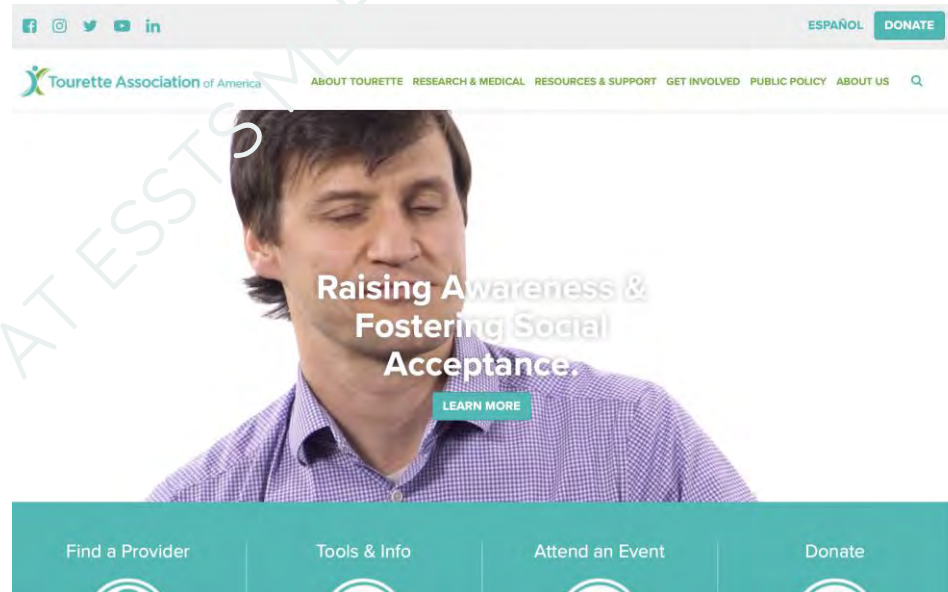 ESPAÑOL
DONATE
Tourette Association of America
ABOUT TOURETTE RESEARCH & MEDICAL RESOURCES & SUPPORT GET INVOLVED PUBLIC POLICY ABOUT US
Raising Awareness &
Fostering Social
Acceptance.
LEARN MORE
Find a Provider
Tools & Info
Attend an Event
Donate